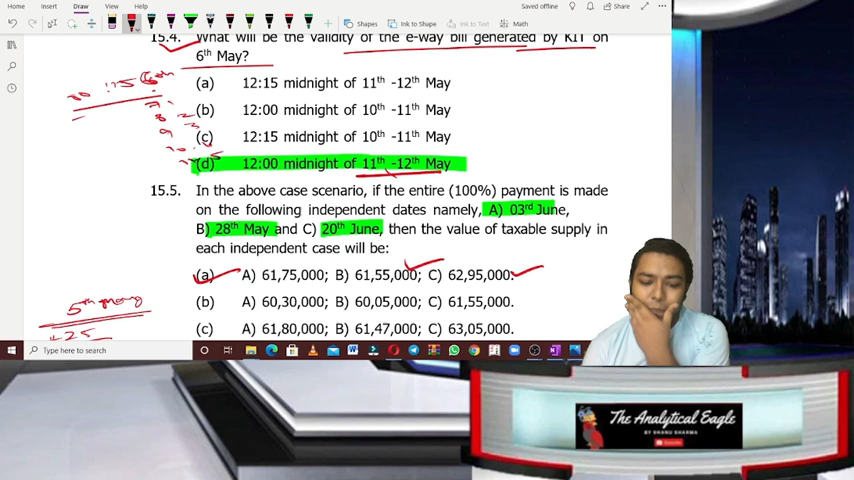 Home Insert Draw View Help
Saved offline Share
Shapes Ink to Shape Ink to Text Math
15.4. What will be the validity of the e-way bill generated by KIT on
6th May?
(a) 12:15 midnight of 11th -12th May
(b) 12:00 midnight of 10th -11th May
(c) 12:15 midnight of 10th -11th May
(d) 12:00 midnight of 11th -12th May
7
8
9
15.5. In the above case scenario, if the entire (100%) payment is made
on the following independent dates namely, A) 03rd June,
B) 28th May and C) 20th June, then the value of taxable supply in
each independent case will be:
(a) A) 61,75,000; B) 61,55,000; C) 62,95,000.
(b) A) 60,30,000; B) 60,05,000; C) 61,55,000.
(c) A) 61,80,000; B) 61,47,000; C) 63,05,000.
5th
+25
Type here to search
The Analytical Eagle
BY SHANU SHARMA
Subscribe